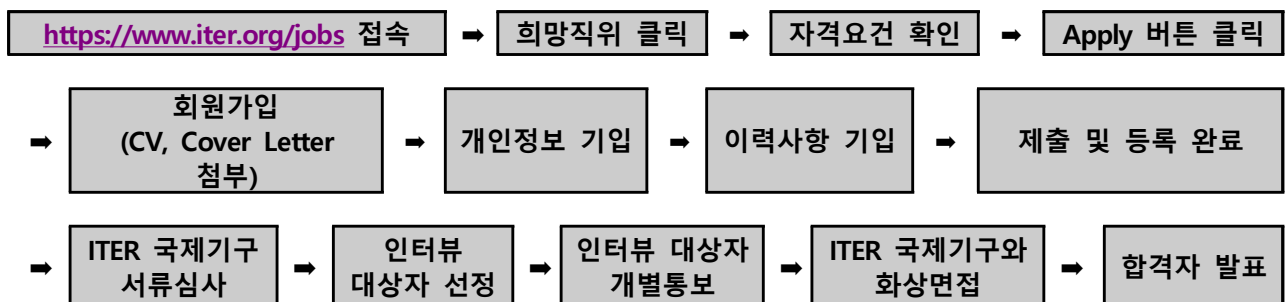 https://www.iter.org/jobs 접속 ➡ 희망직위 클릭 ➡ 자격요건 확인 ➡ Apply 버튼 클릭
➡ 회원가입
(CV, Cover Letter
첨부) ➡ 개인정보 기입 ➡ 이력사항 기입 ➡ 제출 및 등록 완료
➡ ITER 국제기구
서류심사 ➡ 인터뷰
대상자 선정 ➡ 인터뷰 대상자
개별통보 ➡ ITER 국제기구와
화상면접 ➡ 합격자 발표